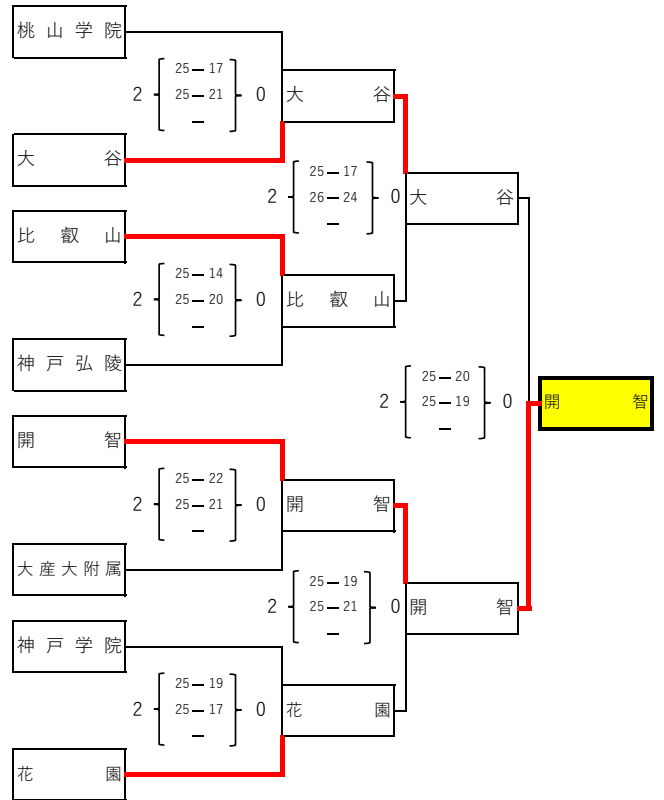 桃山学院
2 25－17 0
25－21
－
大谷
大谷
2 25－17 0
26－24
－
大谷
比叡山
2 25－14 0
25－20
－
比叡山
神戸弘陵
2 25－20 0
25－19
－
開智
開智
2 25－22 0
25－21
－
開智
大産大附属
2 25－19 0
25－21
－
開智
神戸学院
2 25－19 0
25－17
－
花園
花園